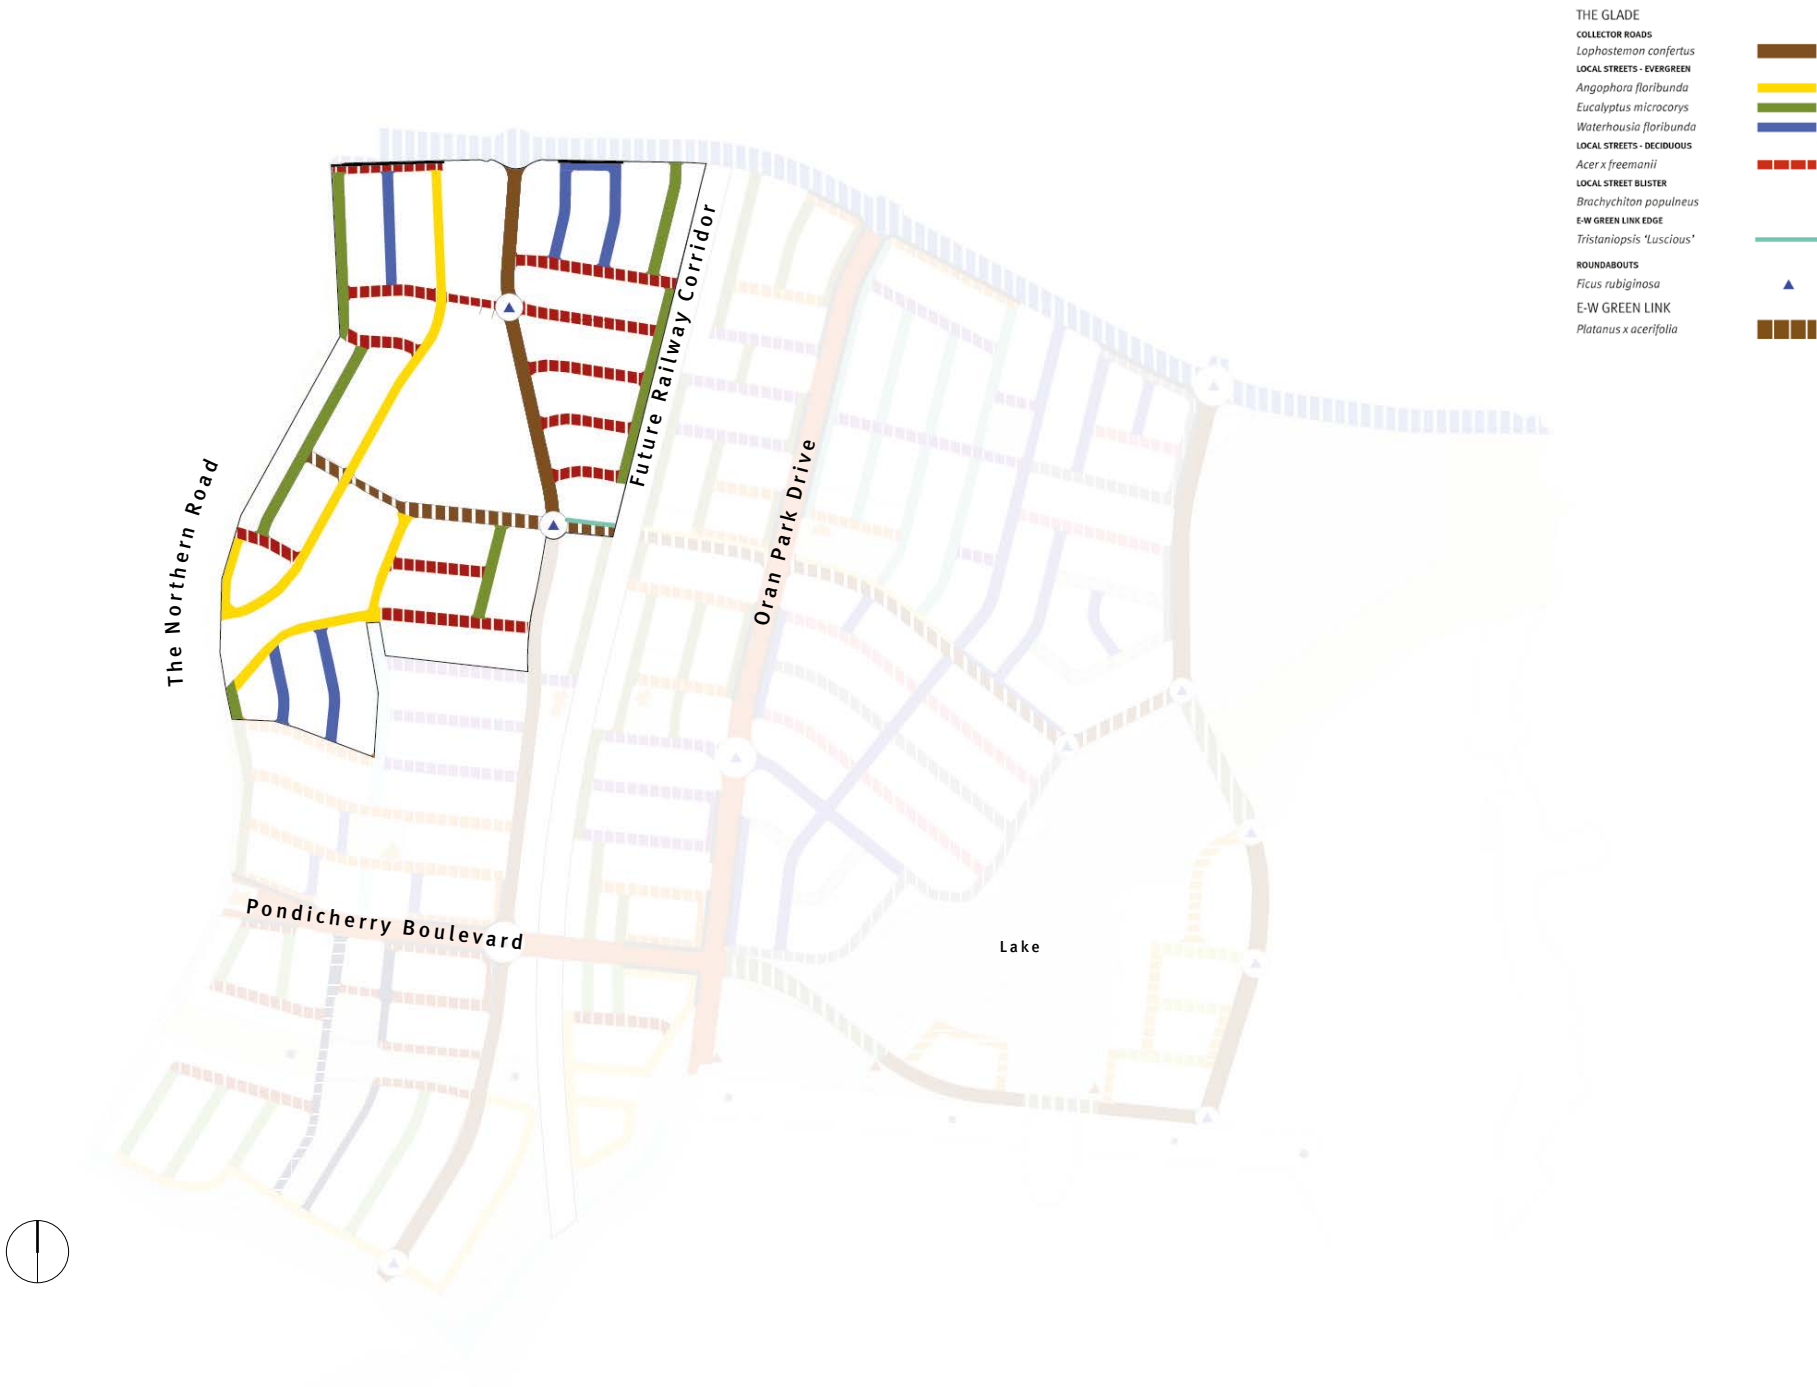 THE GLADE
COLLECTOR ROADS
Lophostemon confertus
LOCAL STREETS - EVERGREEN
Angophora floribunda
Eucalyptus microcorys
Waterhousia floribunda
LOCAL STREETS - DECIDUOUS
Acer x freemanii
LOCAL STREET BLISTER
Brachychiton populneus
E-W GREEN LINK EDGE
Tristaniopsis ‘Luscious’
ROUNDABOUTS
Ficus rubiginosa
E-W GREEN LINK
Platanus x acerifolia
Future Railway Corridor
The Northern Road
Oran Park Drive
Pondicherry Boulevard
Lake